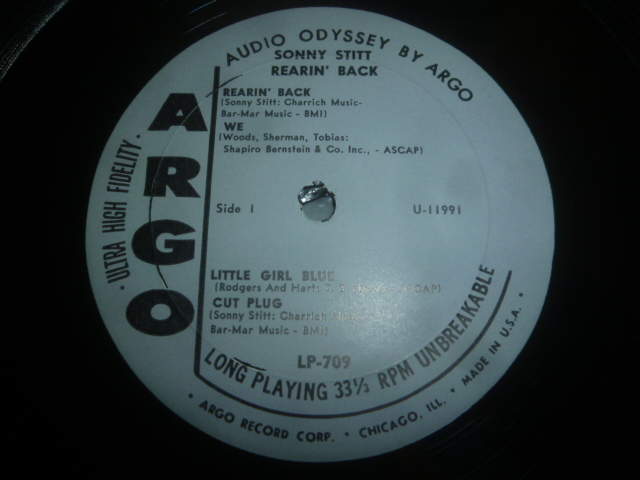 AUDIO ODYSSEY BY ARGO
SONNY STITT
REARIN' BACK
REARIN' BACK
(Sonny Stitt: Charrich Music-
Bar-Mar Music - BMI)
WE
(Woods, Sherman, Tobias:
Shapiro Bernstein & Co. Inc., - ASCAP)
ARGO
• ULTRA HIGH FIDELITY •
Side 1
U-11991
LITTLE GIRL BLUE
(Rodgers And Hart: ASCAP)
CUT PLUG
(Sonny Stitt: Charrich Music-
Bar-Mar Music - BMI)
LP-709
LONG PLAYING 33⅓ RPM UNBREAKABLE
• ARGO RECORD CORP. • CHICAGO, ILL. • MADE IN U.S.A. •